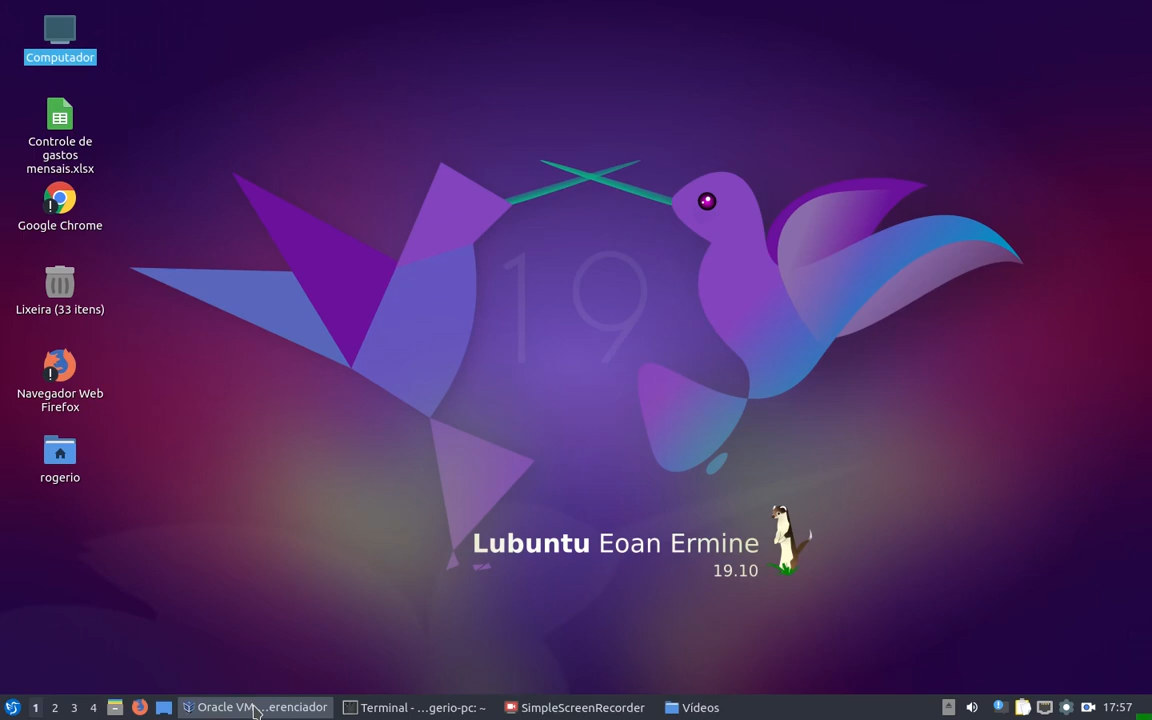 Computador
Controle de
gastos
mensais.xlsx
Google Chrome
Lixeira (33 itens)
Navegador Web
Firefox
rogerio
19
Lubuntu Eoan Ermine
19.10
1 2 3 4 Oracle VM ...erenciador Terminal - ...gerio-pc: ~ SimpleScreenRecorder Vídeos 17:57